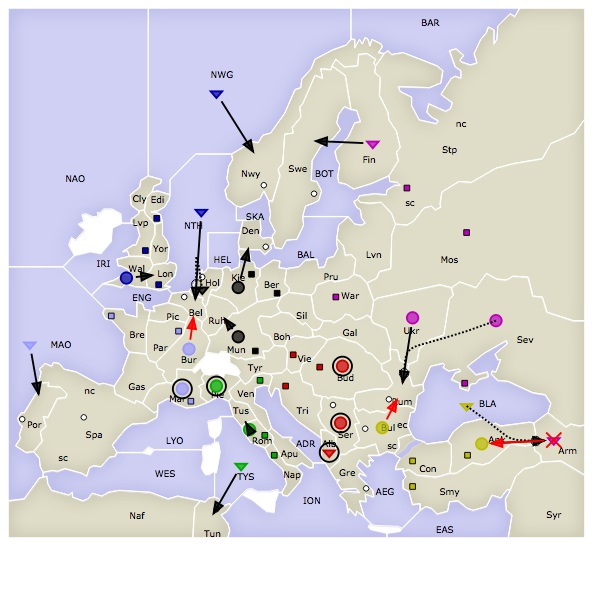 BAR
NWG
nc
Stp
Fin
Nwy
Swe
BOT
NAO
Cly Edi
sc
Lvp
NTH
SKA
Den
Yor
Lvn
Mos
IRI
Wal
Lon
HEL
BAL
Hol
Kie
Ber
Pru
ENG
War
Bel
Pic
Ruh
Sil
Ukr
Bre
Par
Mun
Boh
Gal
Sev
MAO
Bur
Vie
Tyr
Bud
nc
Gas
Mar
Pie
Ven
Rum
BLA
Por
Spa
Tus
Tri
Ser
Bul
ec
LYO
Rom
ADR
Alb
Ank
Arm
sc
WES
Apu
sc
Con
TYS
Nap
Gre
Smy
ION
AEG
Naf
Syr
Tun
EAS